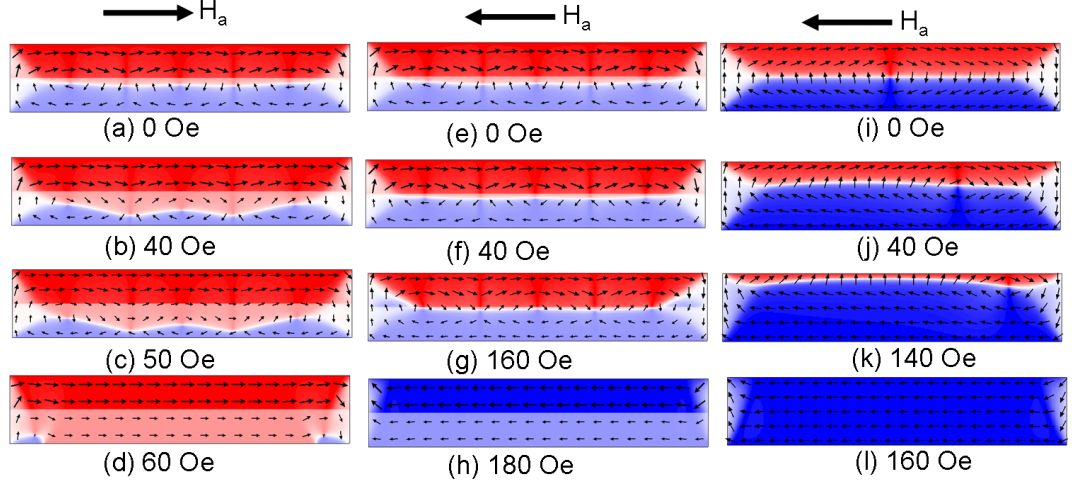 Hₐ Hₐ Hₐ
(a) 0 Oe (e) 0 Oe (i) 0 Oe
(b) 40 Oe (f) 40 Oe (j) 40 Oe
(c) 50 Oe (g) 160 Oe (k) 140 Oe
(d) 60 Oe (h) 180 Oe (l) 160 Oe